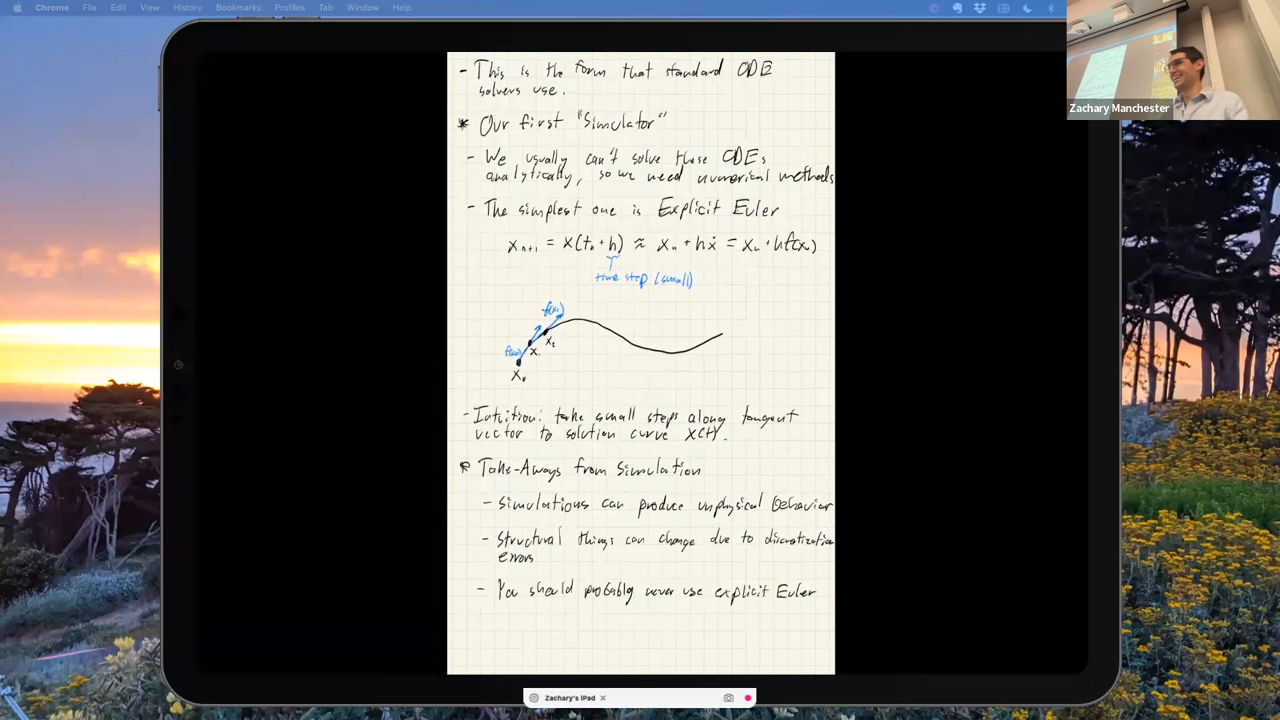 Chrome File Edit View History Bookmarks Profiles Tab Window Help
Zachary Manchester
- This is the form that standard ODE
solvers use.
* Our first "Simulator"
- We usually can't solve these ODEs
analytically, so we need numerical methods
- The simplest one is Explicit Euler
xₙ₊₁ = x(tₙ + h) ≈ xₙ + hẋ = xₙ + hf(xₙ)
time step (small)
f(x₁)
f(x₀) x₁ x₂
x₀
- Intuition: take small steps along tangent
vector to solution curve x(t).
* Take-Aways from Simulation
- Simulations can produce unphysical Behavior
- Structural things can change due to discretization
errors
- You should probably never use explicit Euler
Zachary's iPad